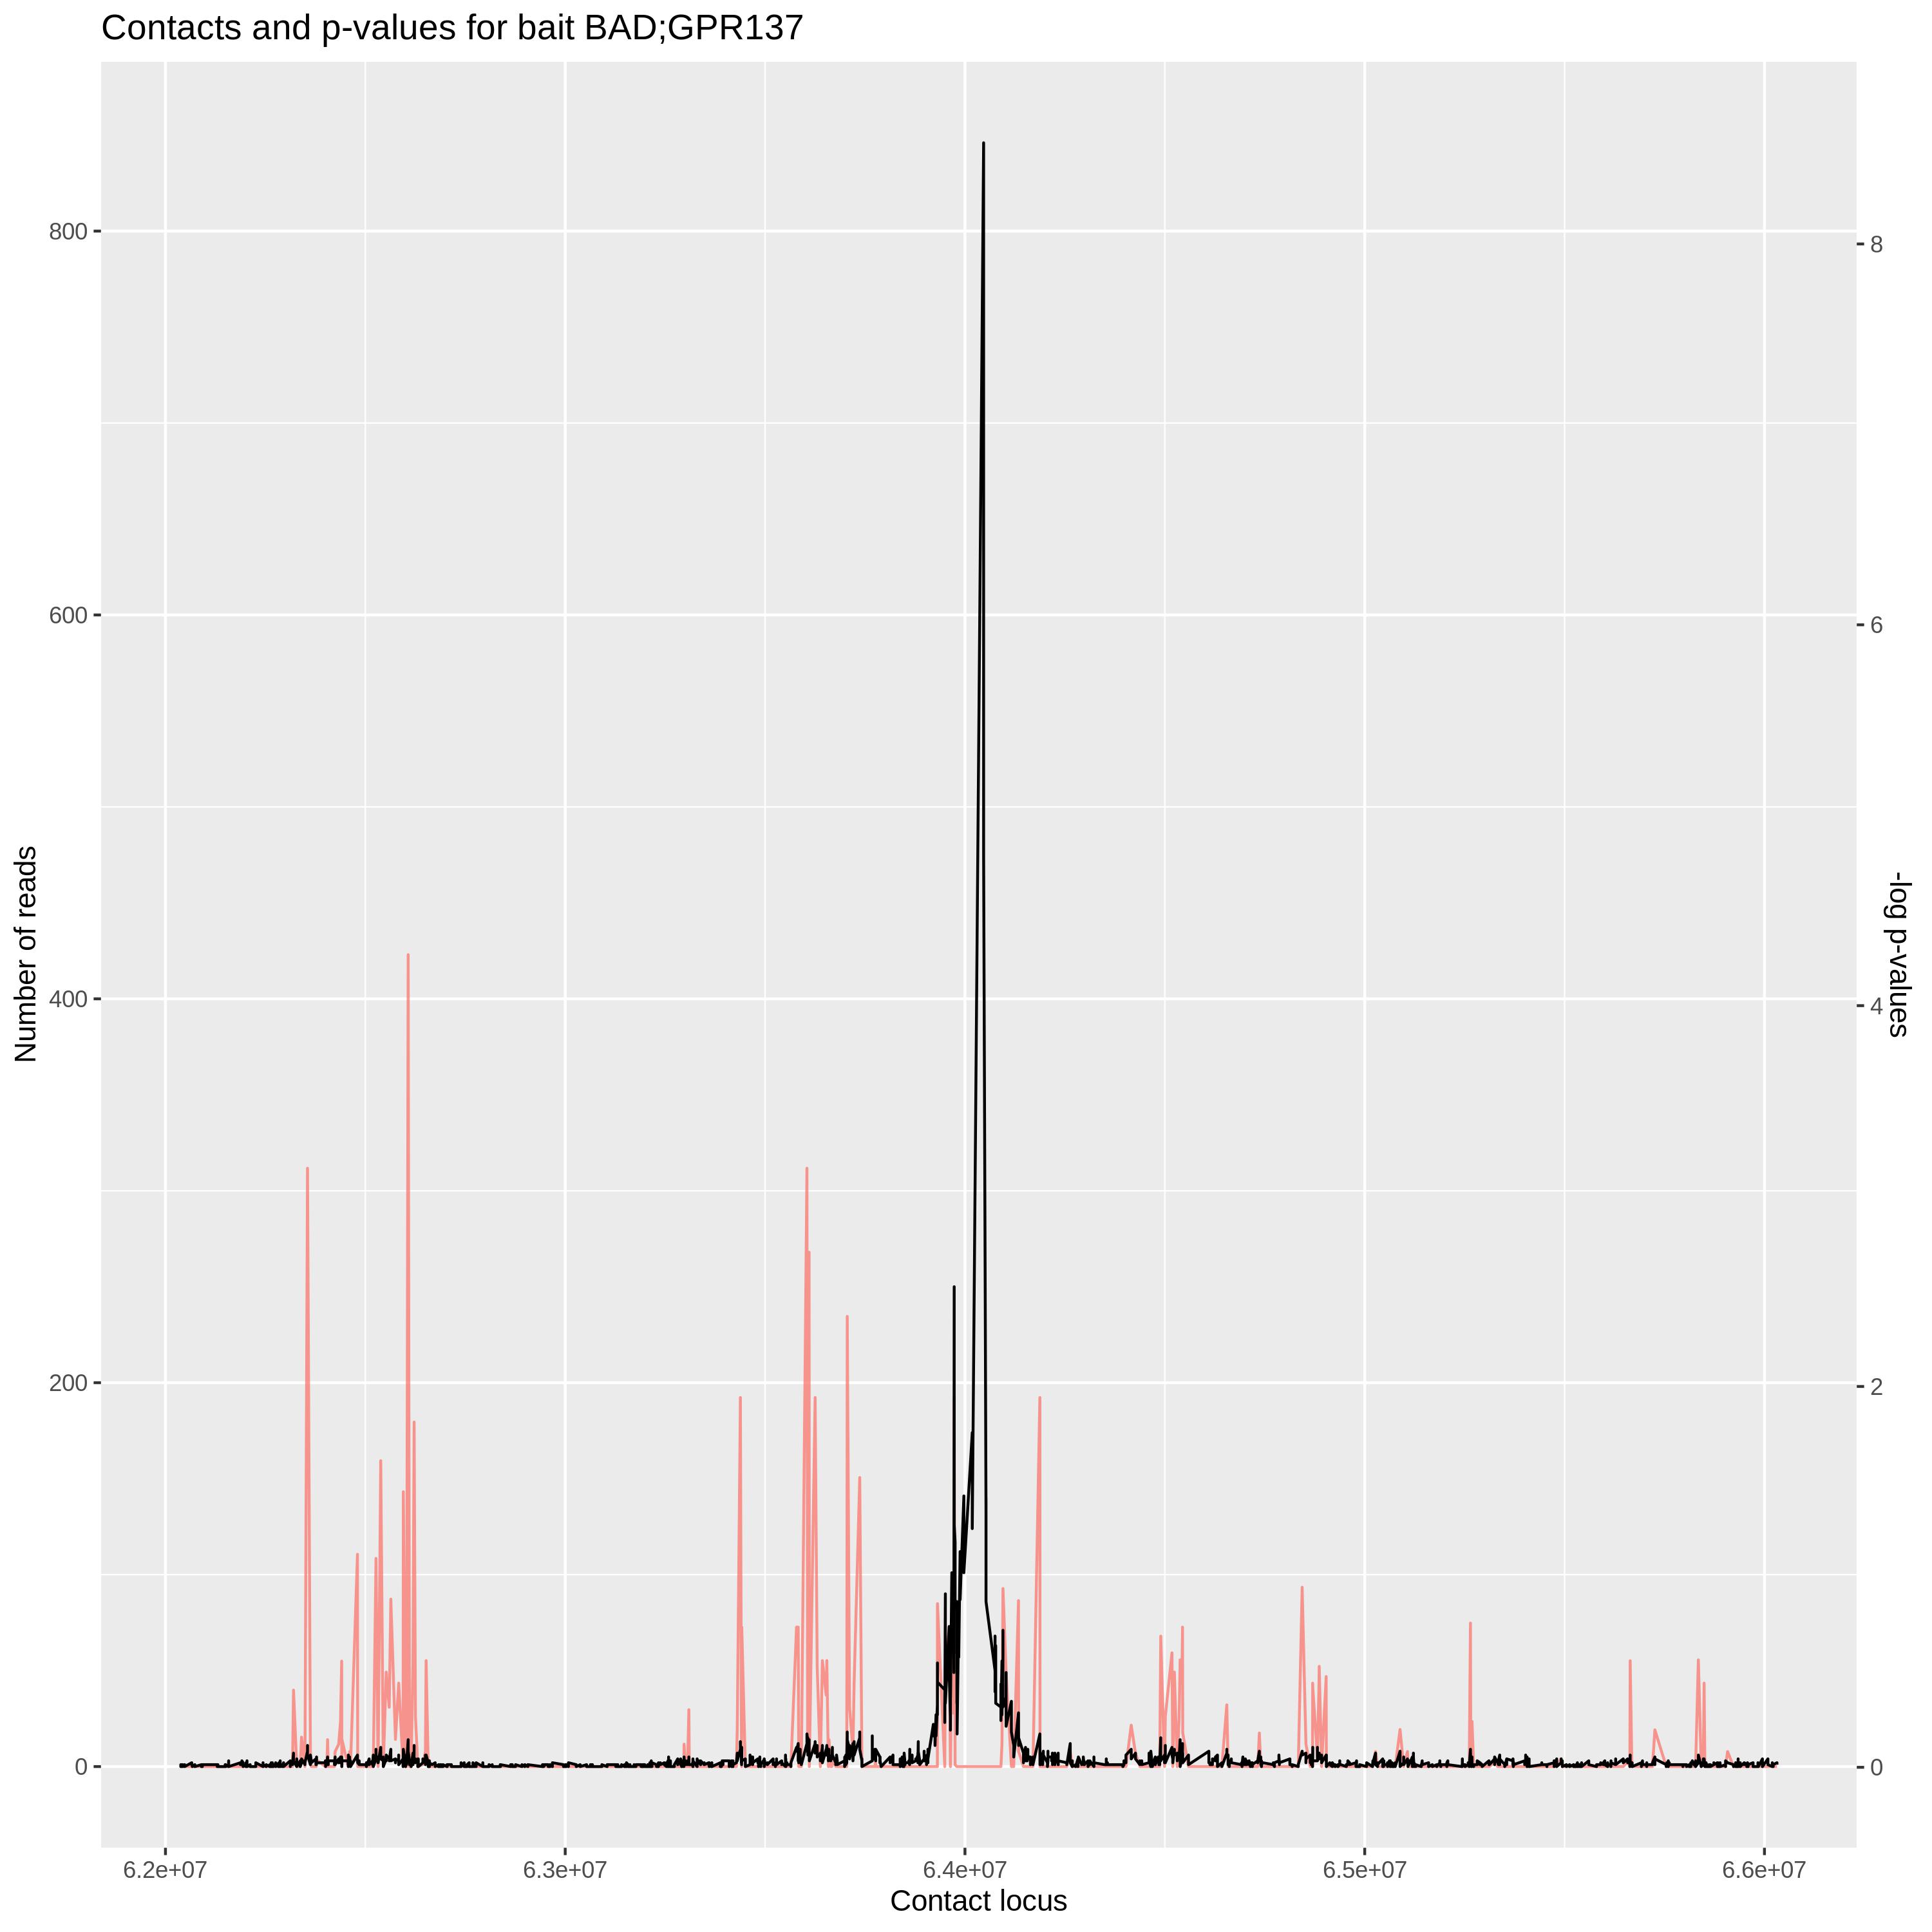 Contacts and p-values for bait BAD;GPR137
Number of reads
800
600
400
200
0
8
6
4
2
0
-log p-values
6.2e+07
6.3e+07
6.4e+07
6.5e+07
6.6e+07
Contact locus